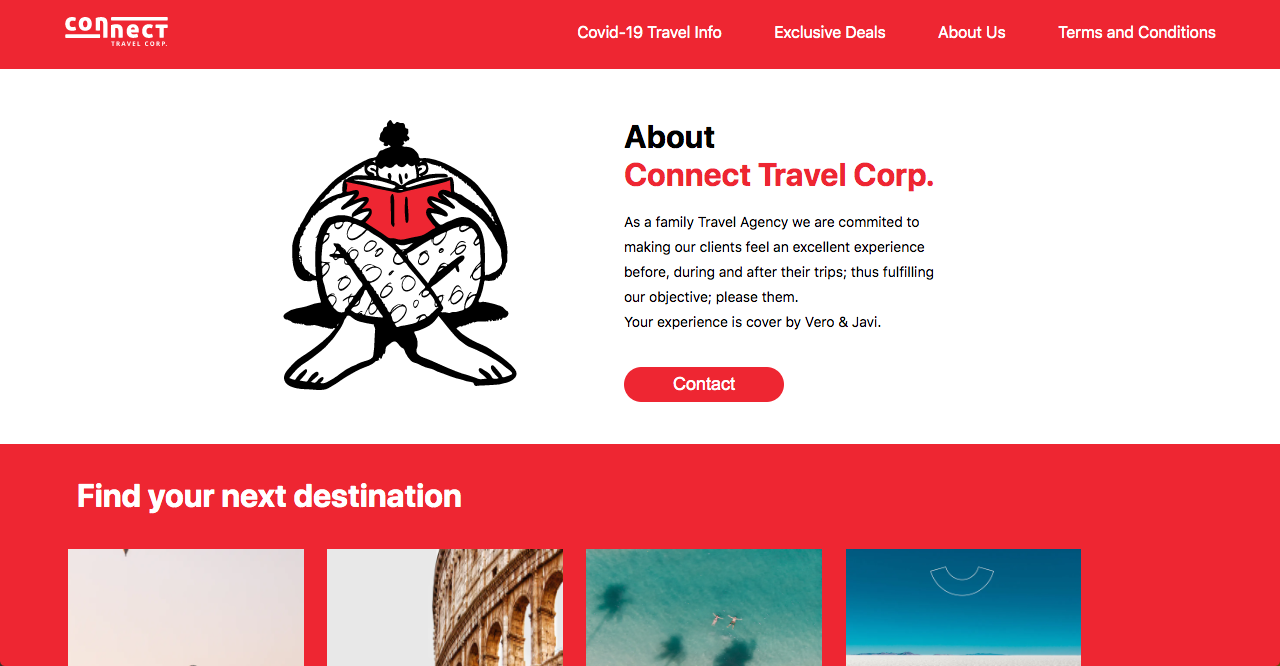 connect
TRAVEL CORP.
Covid-19 Travel Info
Exclusive Deals
About Us
Terms and Conditions
About
Connect Travel Corp.
As a family Travel Agency we are commited to
making our clients feel an excellent experience
before, during and after their trips; thus fulfilling
our objective; please them.
Your experience is cover by Vero & Javi.
Contact
Find your next destination